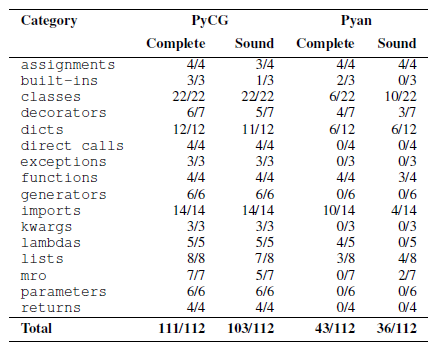 Category PyCG Pyan
Complete Sound Complete Sound
assignments 4/4 3/4 4/4 4/4
built-ins 3/3 1/3 2/3 0/3
classes 22/22 22/22 6/22 10/22
decorators 6/7 5/7 4/7 3/7
dicts 12/12 11/12 6/12 6/12
direct calls 4/4 4/4 0/4 0/4
exceptions 3/3 3/3 0/3 0/3
functions 4/4 4/4 4/4 3/4
generators 6/6 6/6 0/6 0/6
imports 14/14 14/14 10/14 4/14
kwargs 3/3 3/3 0/3 0/3
lambdas 5/5 5/5 4/5 0/5
lists 8/8 7/8 3/8 4/8
mro 7/7 5/7 0/7 2/7
parameters 6/6 6/6 0/6 0/6
returns 4/4 4/4 0/4 0/4
Total 111/112 103/112 43/112 36/112